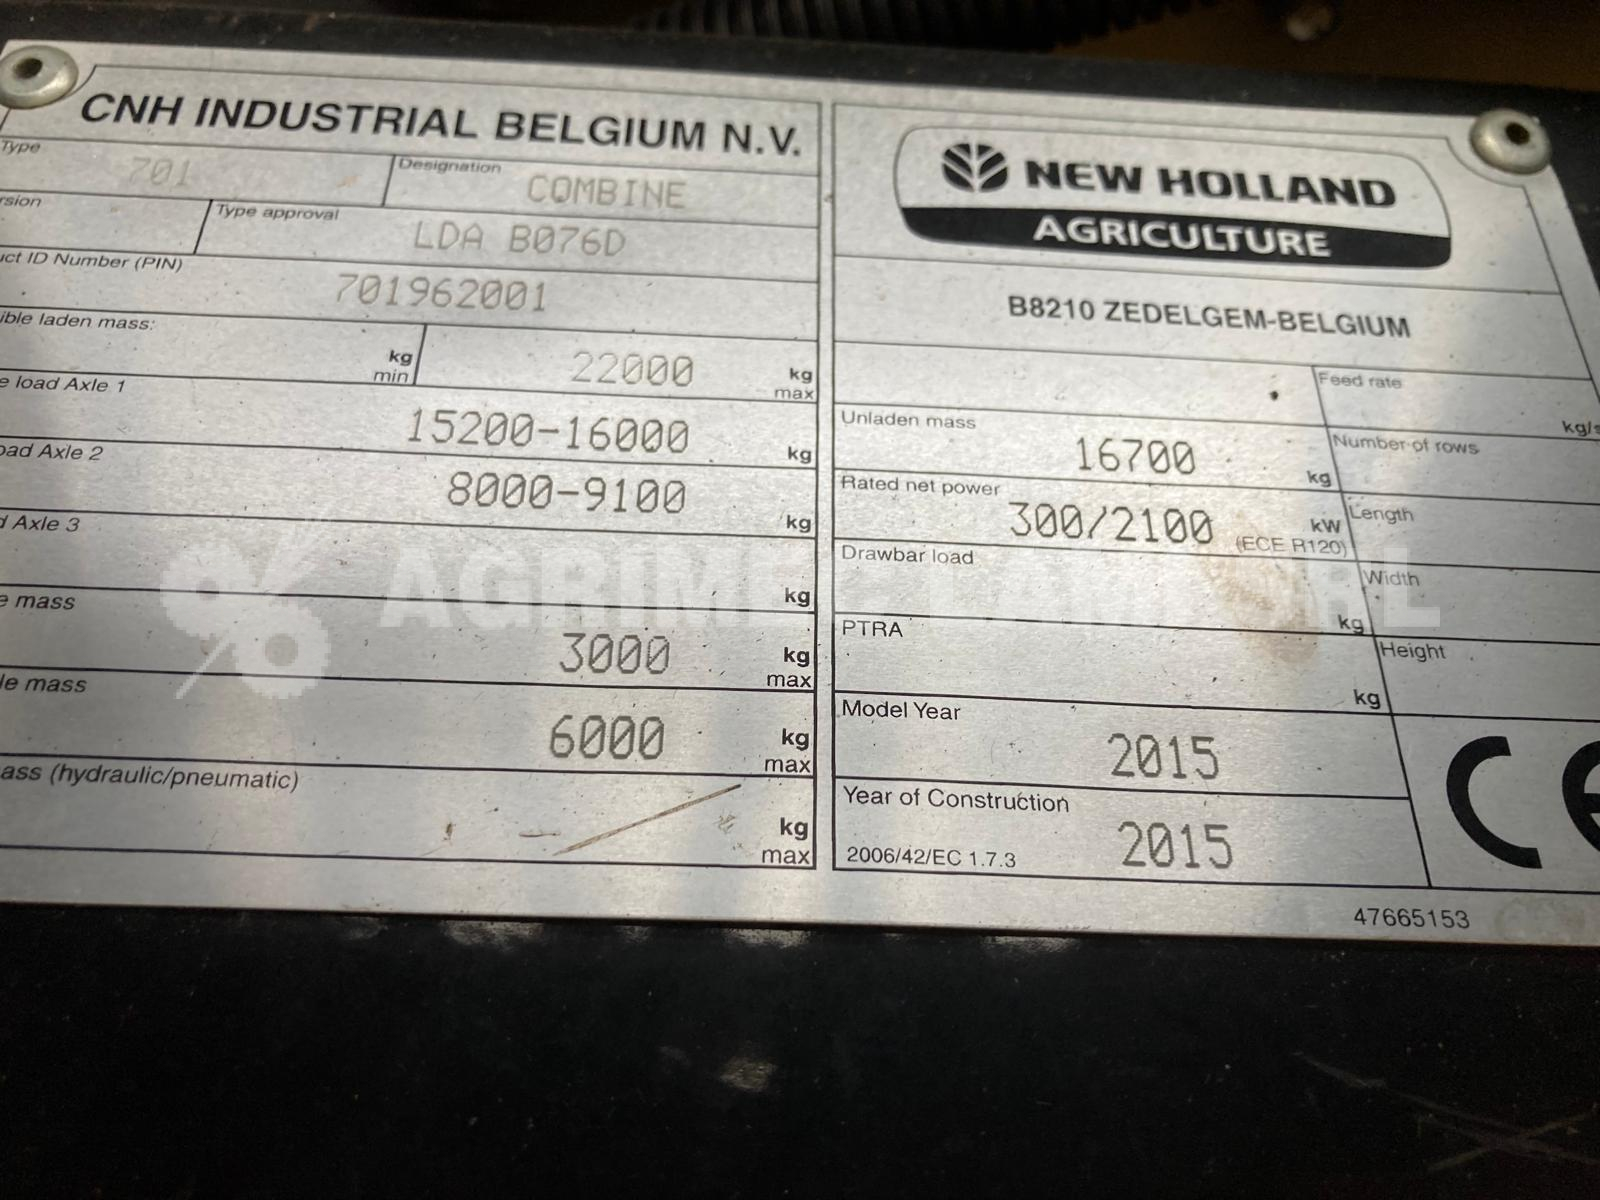 CNH INDUSTRIAL BELGIUM N.V.
Type 701 Designation COMBINE
rsion Type approval LDA B076D
uct ID Number (PIN)
701962001
ible laden mass:
kg min 22000 kg max
e load Axle 1
15200-16000 kg
oad Axle 2
8000-9100 kg
d Axle 3
kg
e mass
3000 kg max
le mass
6000 kg max
ass (hydraulic/pneumatic)
kg max
NEW HOLLAND
AGRICULTURE
B8210 ZEDELGEM-BELGIUM
Feed rate
kg/s
Unladen mass 16700 kg
Number of rows
Rated net power 300/2100 kW (ECE R120)
Length
Drawbar load kg
Width
PTRA kg
Height
Model Year 2015
Year of Construction
2006/42/EC 1.7.3 2015
CE
47665153